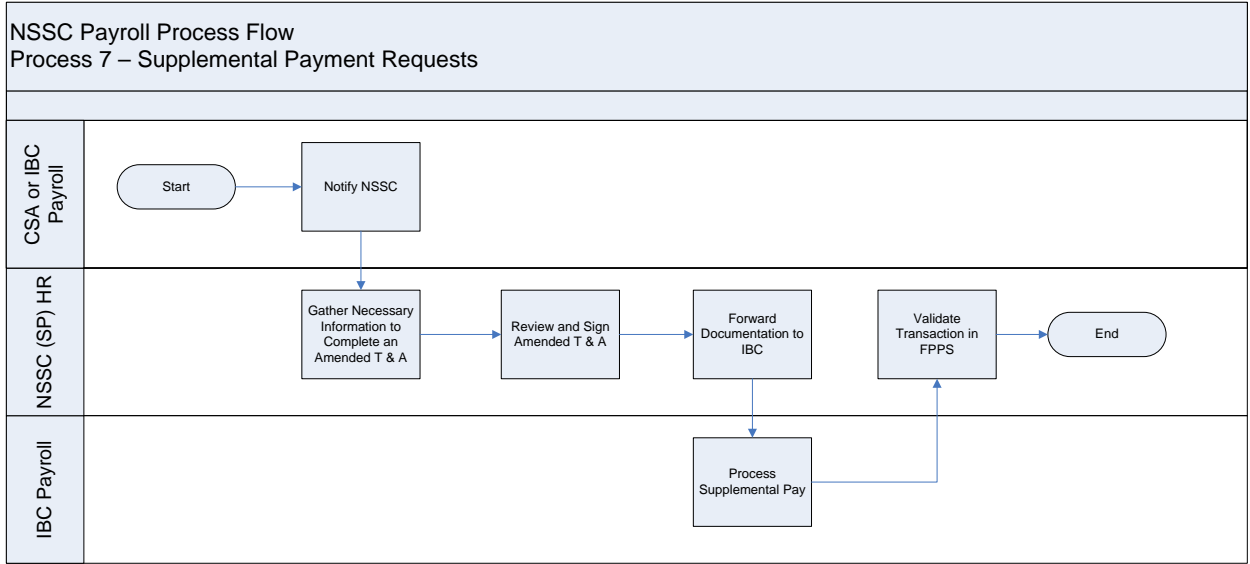 NSSC Payroll Process Flow
Process 7 – Supplemental Payment Requests
CSA or IBC
Payroll
Start
Notify NSSC
NSSC (SP) HR
Gather Necessary
Information to
Complete an
Amended T & A
Review and Sign
Amended T & A
Forward
Documentation to
IBC
Validate
Transaction in
FPPS
End
IBC Payroll
Process
Supplemental Pay